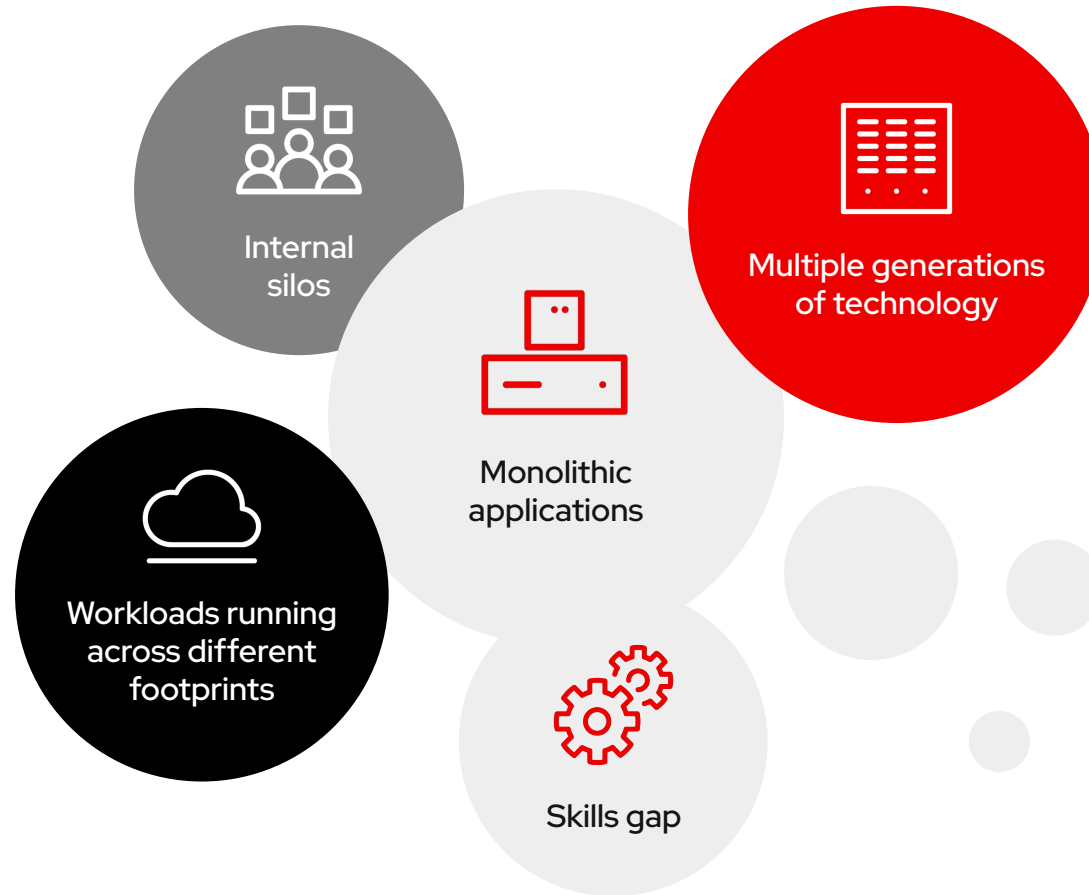 Internal
silos
Multiple generations
of technology
Monolithic
applications
Workloads running
across different
footprints
Skills gap